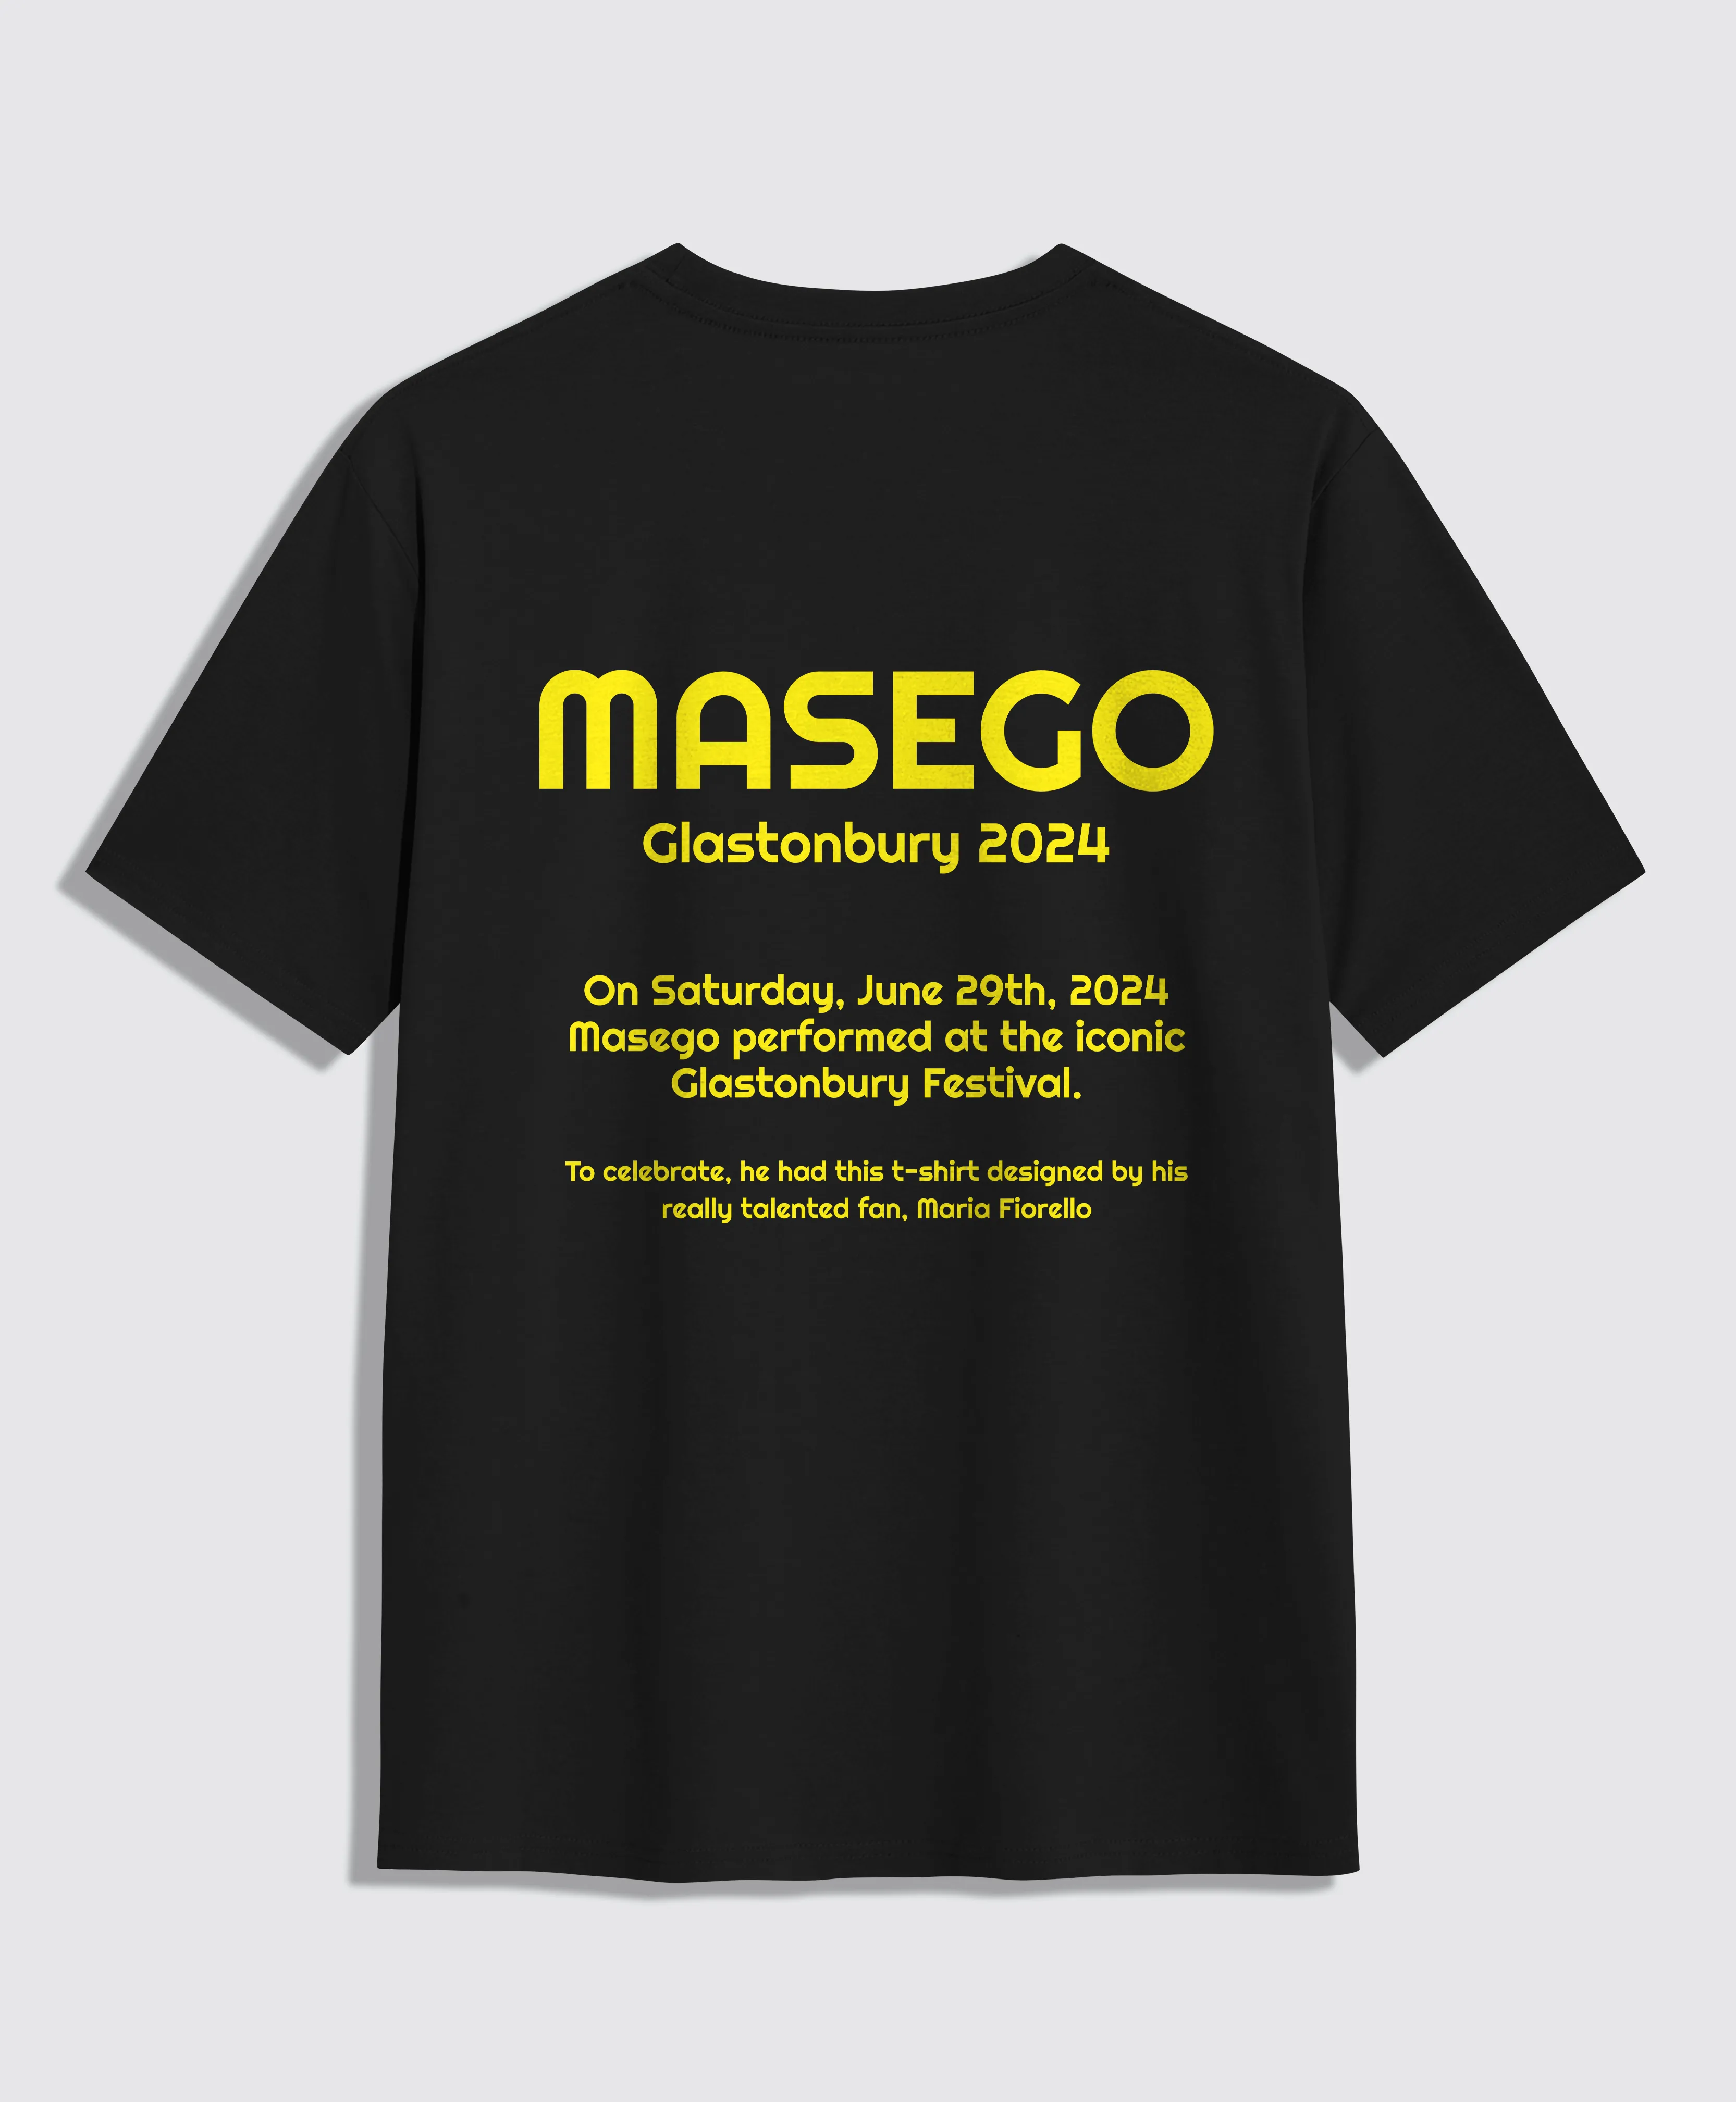 MASEGO
Glastonbury 2024
On Saturday, June 29th, 2024
Masego performed at the iconic
Glastonbury Festival.
To celebrate, he had this t-shirt designed by his
really talented fan, Maria Fiorello